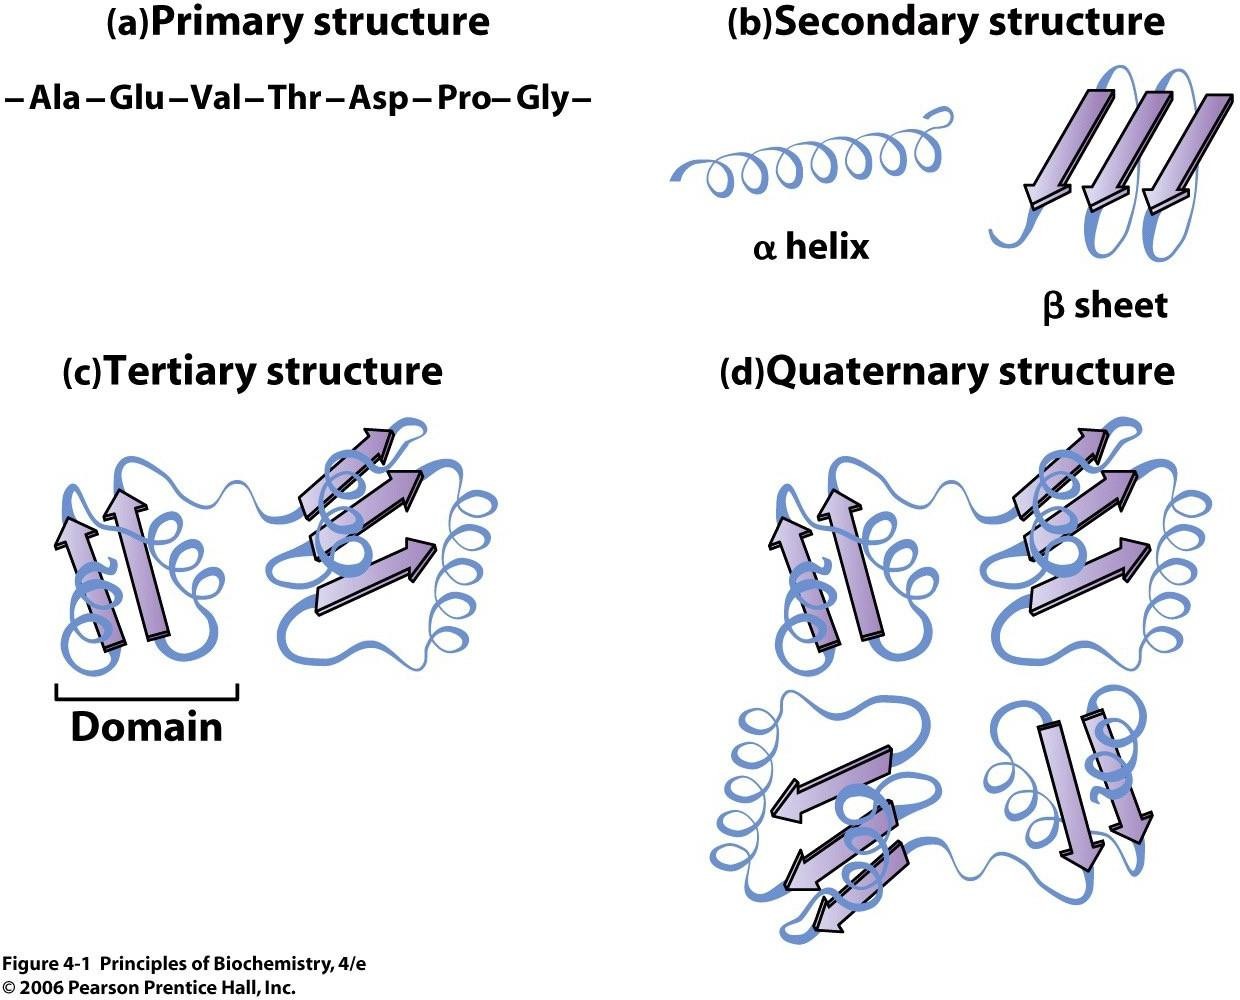 (a)Primary structure
(b)Secondary structure
–Ala–Glu–Val–Thr–Asp–Pro–Gly–
α helix
β sheet
(c)Tertiary structure
(d)Quaternary structure
Domain
Figure 4-1 Principles of Biochemistry, 4/e
© 2006 Pearson Prentice Hall, Inc.